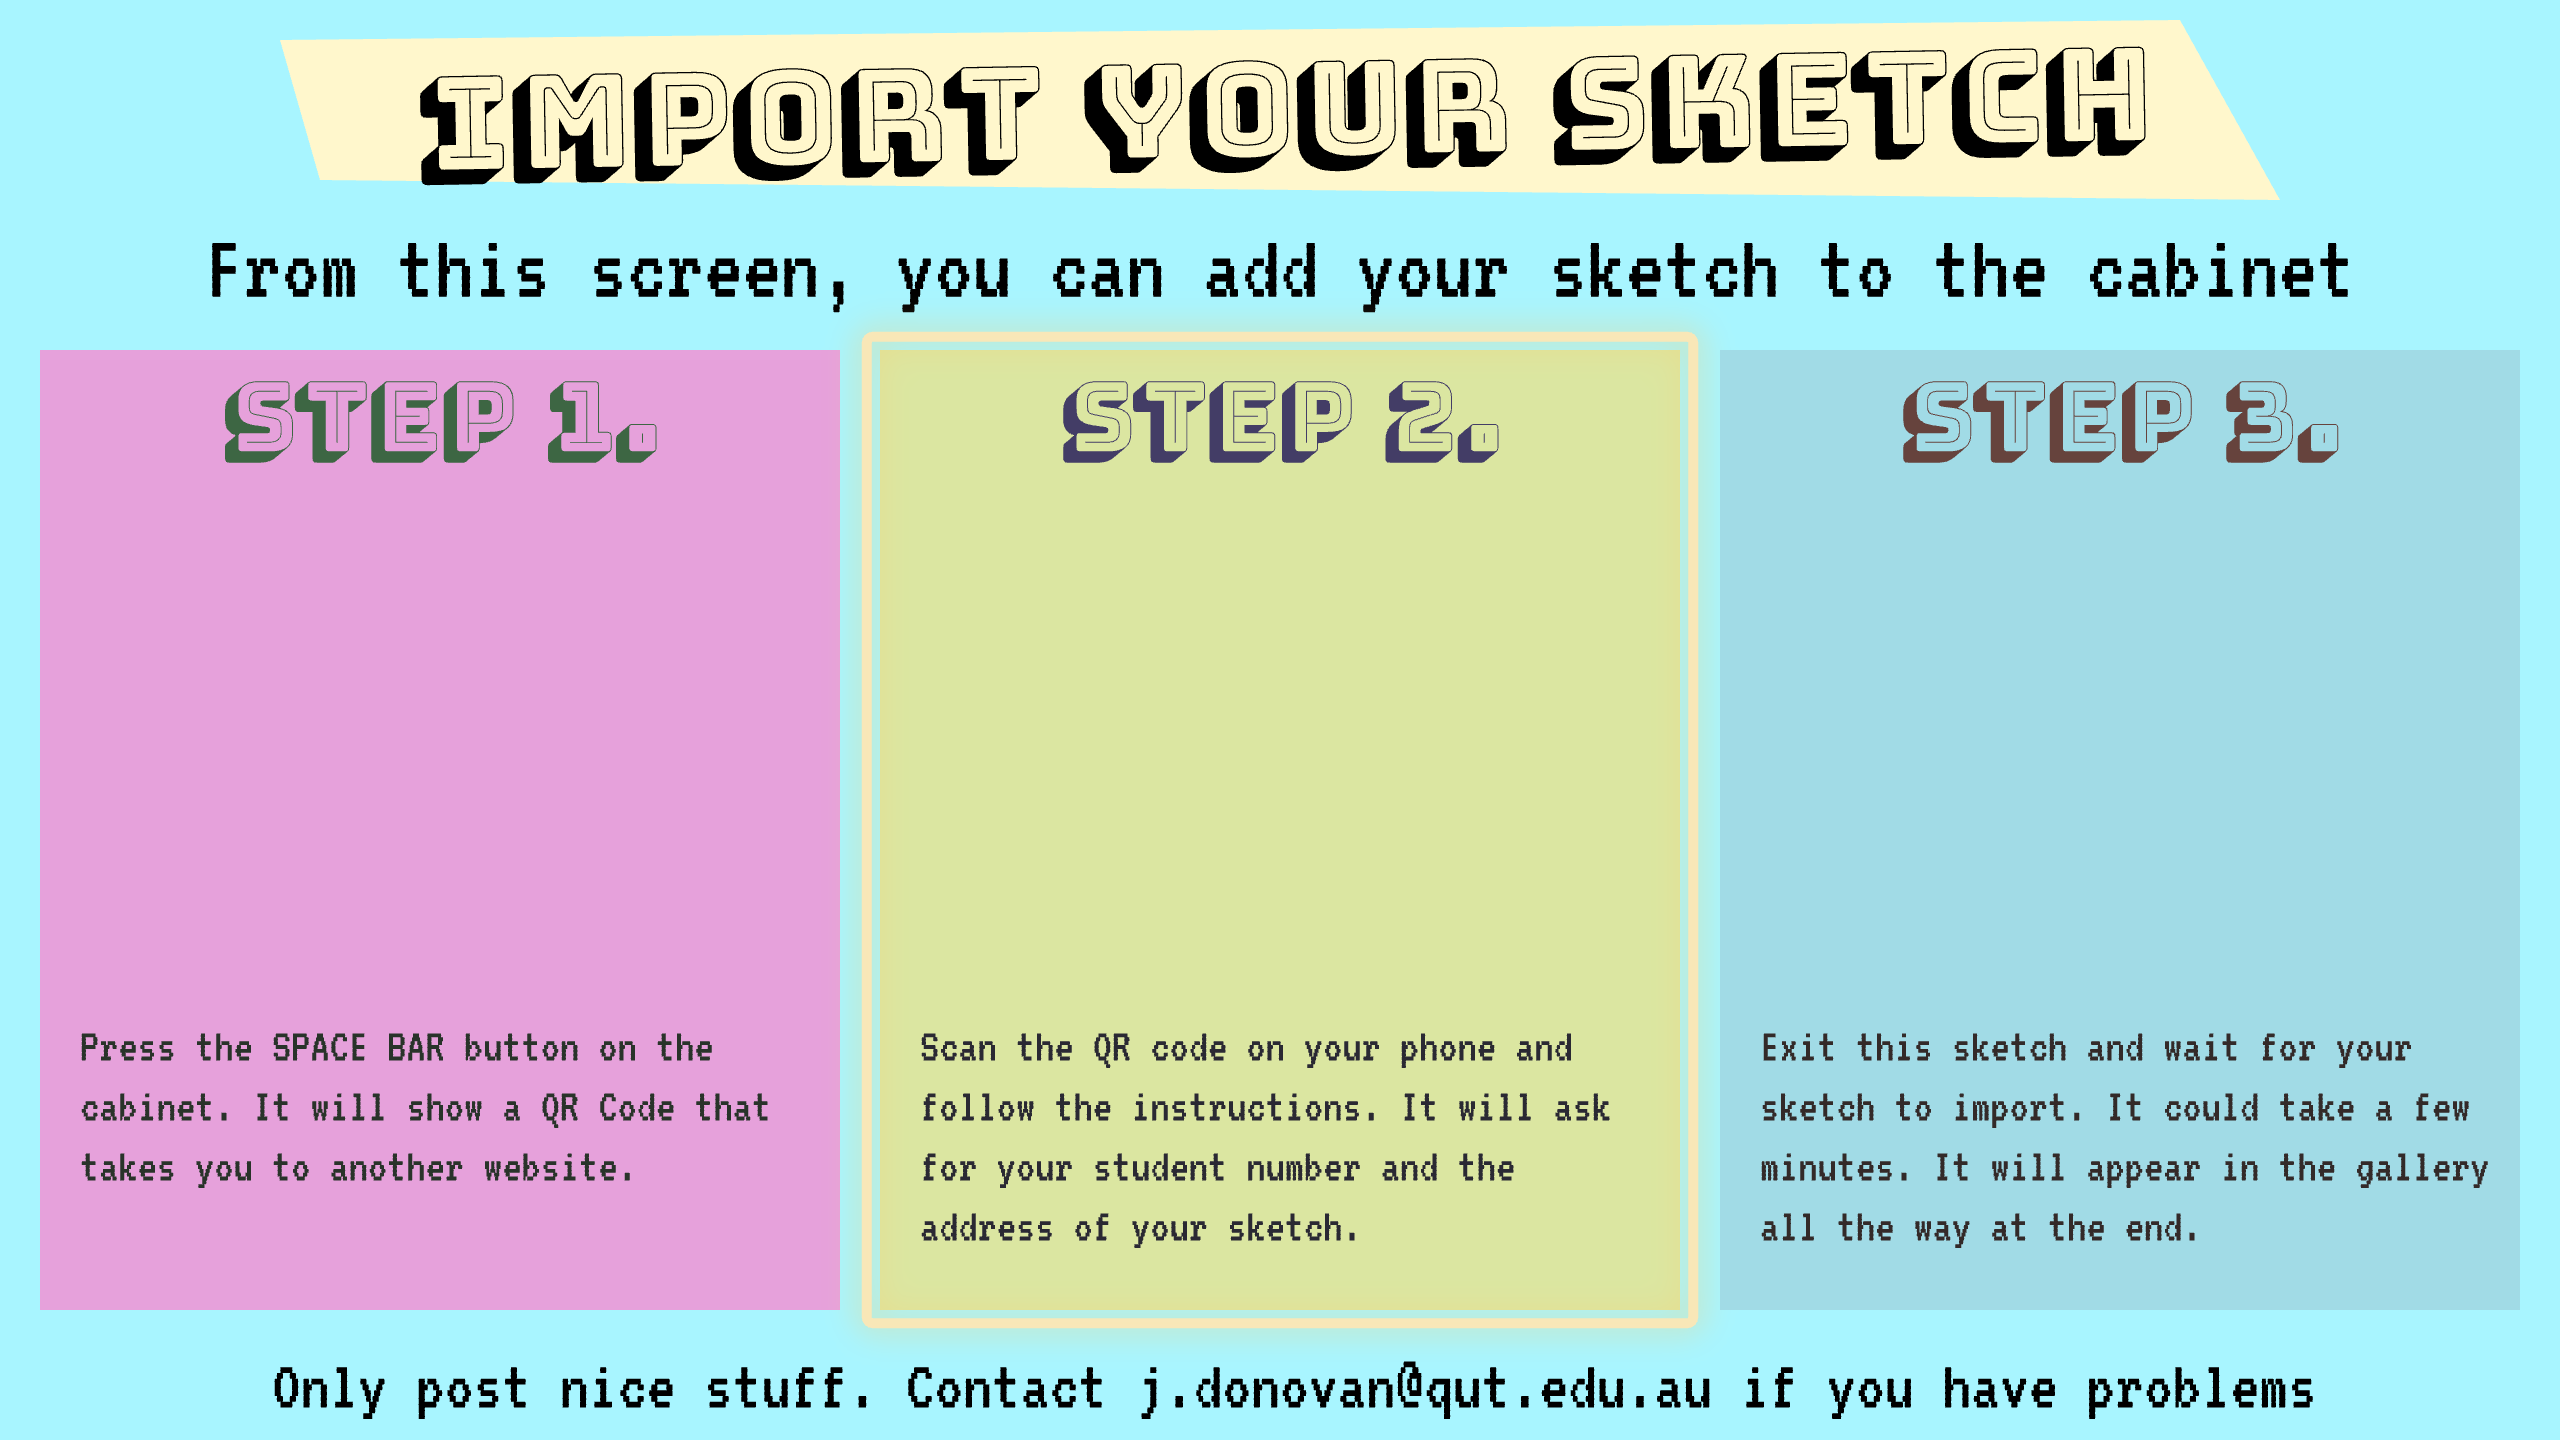 IMPORT YOUR SKETCH
From this screen, you can add your sketch to the cabinet
STEP 1.
Press the SPACE BAR button on the
cabinet. It will show a QR Code that
takes you to another website.
STEP 2.
Scan the QR code on your phone and
follow the instructions. It will ask
for your student number and the
address of your sketch.
STEP 3.
Exit this sketch and wait for your
sketch to import. It could take a few
minutes. It will appear in the gallery
all the way at the end.
Only post nice stuff. Contact j.donovan@qut.edu.au if you have problems